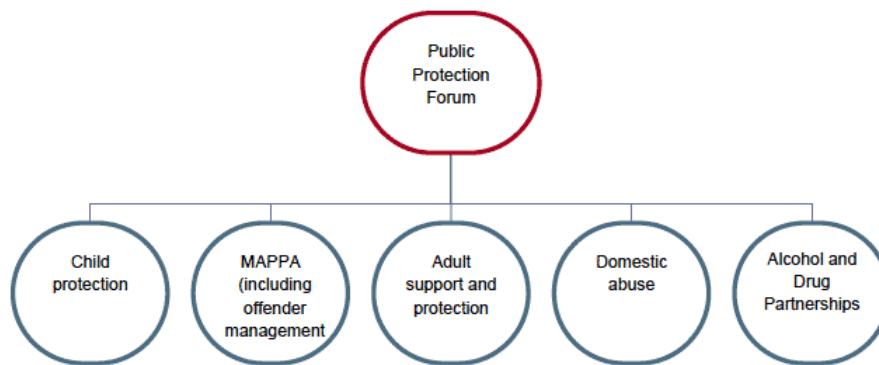 Public
Protection
Forum
Child
protection
MAPPA
(including
offender
management
Adult
support and
protection
Domestic
abuse
Alcohol and
Drug
Partnerships